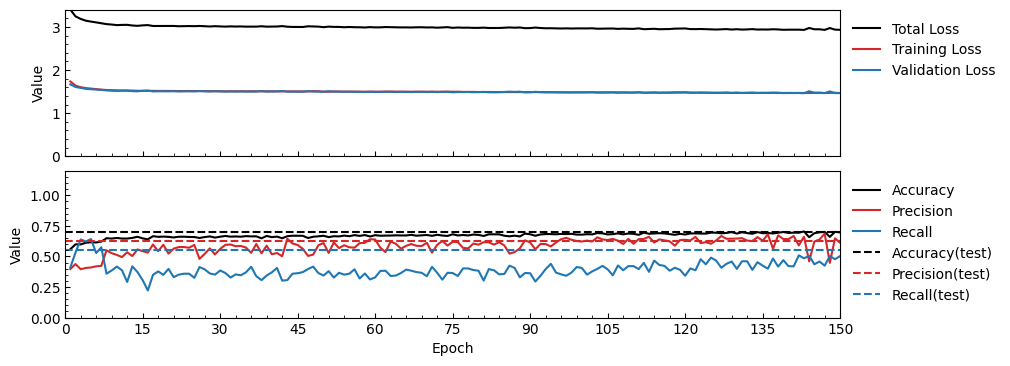 3
2
1
0
Value
Total Loss
Training Loss
Validation Loss
1.00
0.75
0.50
0.25
0.00
Value
0 15 30 45 60 75 90 105 120 135 150
Epoch
Accuracy
Precision
Recall
Accuracy(test)
Precision(test)
Recall(test)